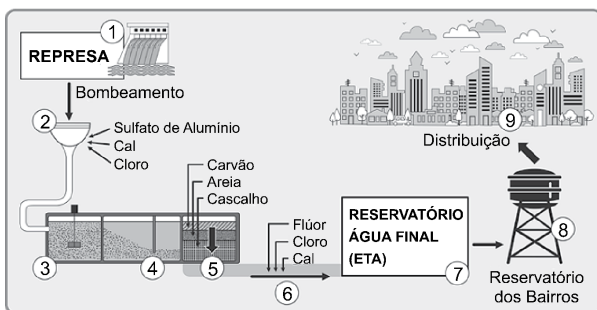 1
REPRESA
Bombeamento
2
Sulfato de Alumínio
Cal
Cloro
Carvão
Areia
Cascalho
3
4
5
Flúor
Cloro
Cal
6
RESERVATÓRIO
ÁGUA FINAL
(ETA)
7
8
Reservatório
dos Bairros
Distribuição
9